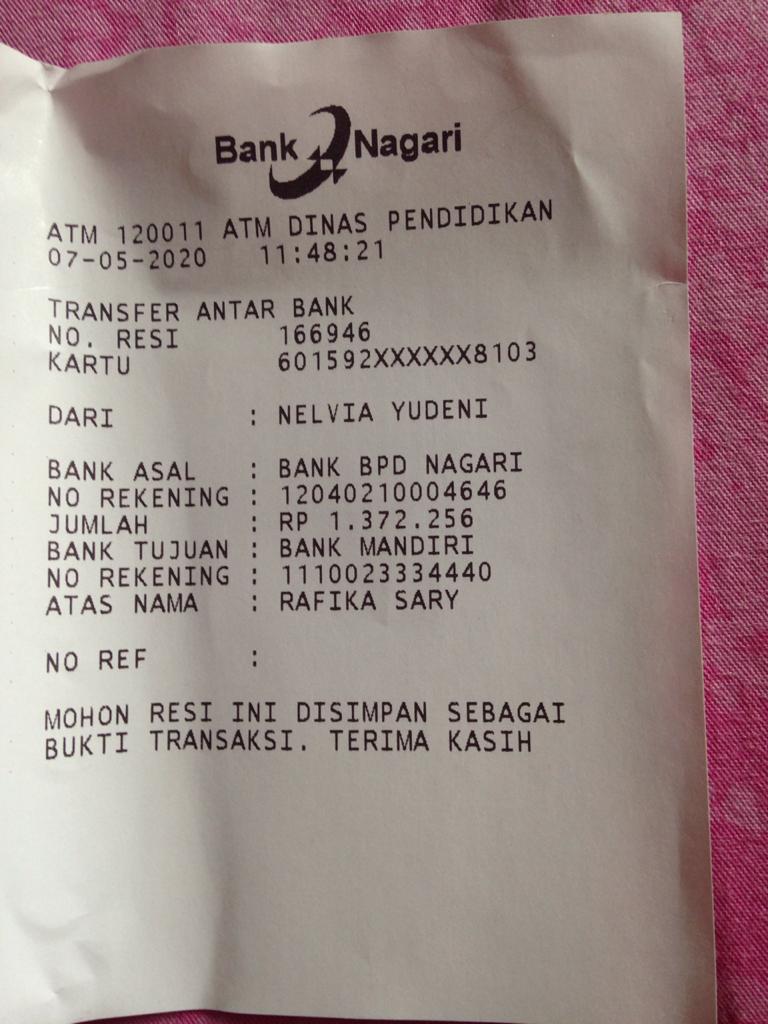 Bank Nagari
ATM 120011 ATM DINAS PENDIDIKAN
07-05-2020 11:48:21
TRANSFER ANTAR BANK
NO. RESI 166946
KARTU 601592XXXXXX8103
DARI : NELVIA YUDENI
BANK ASAL : BANK BPD NAGARI
NO REKENING : 12040210004646
JUMLAH : RP 1.372.256
BANK TUJUAN : BANK MANDIRI
NO REKENING : 1110023334440
ATAS NAMA : RAFIKA SARY
NO REF :
MOHON RESI INI DISIMPAN SEBAGAI
BUKTI TRANSAKSI. TERIMA KASIH